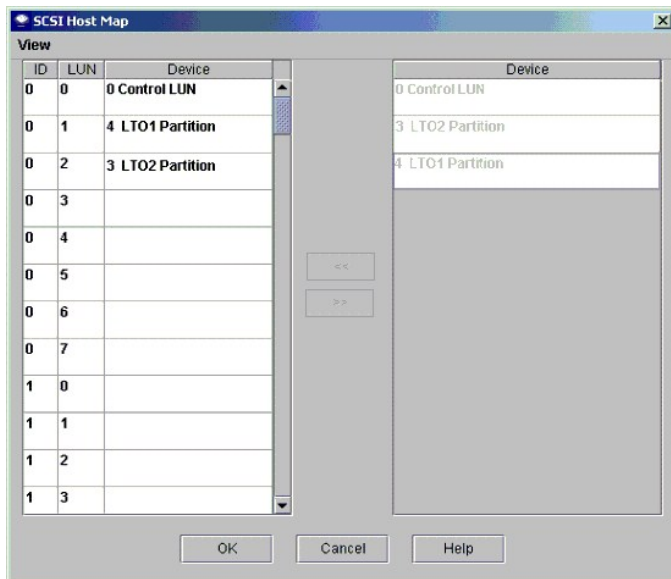 SCSI Host Map
View
ID LUN Device
0 0 0 Control LUN
0 1 4 LTO1 Partition
0 2 3 LTO2 Partition
0 3
0 4
0 5
0 6
0 7
1 0
1 1
1 2
1 3
<<
>>
Device
0 Control LUN
3 LTO2 Partition
4 LTO1 Partition
OK Cancel Help